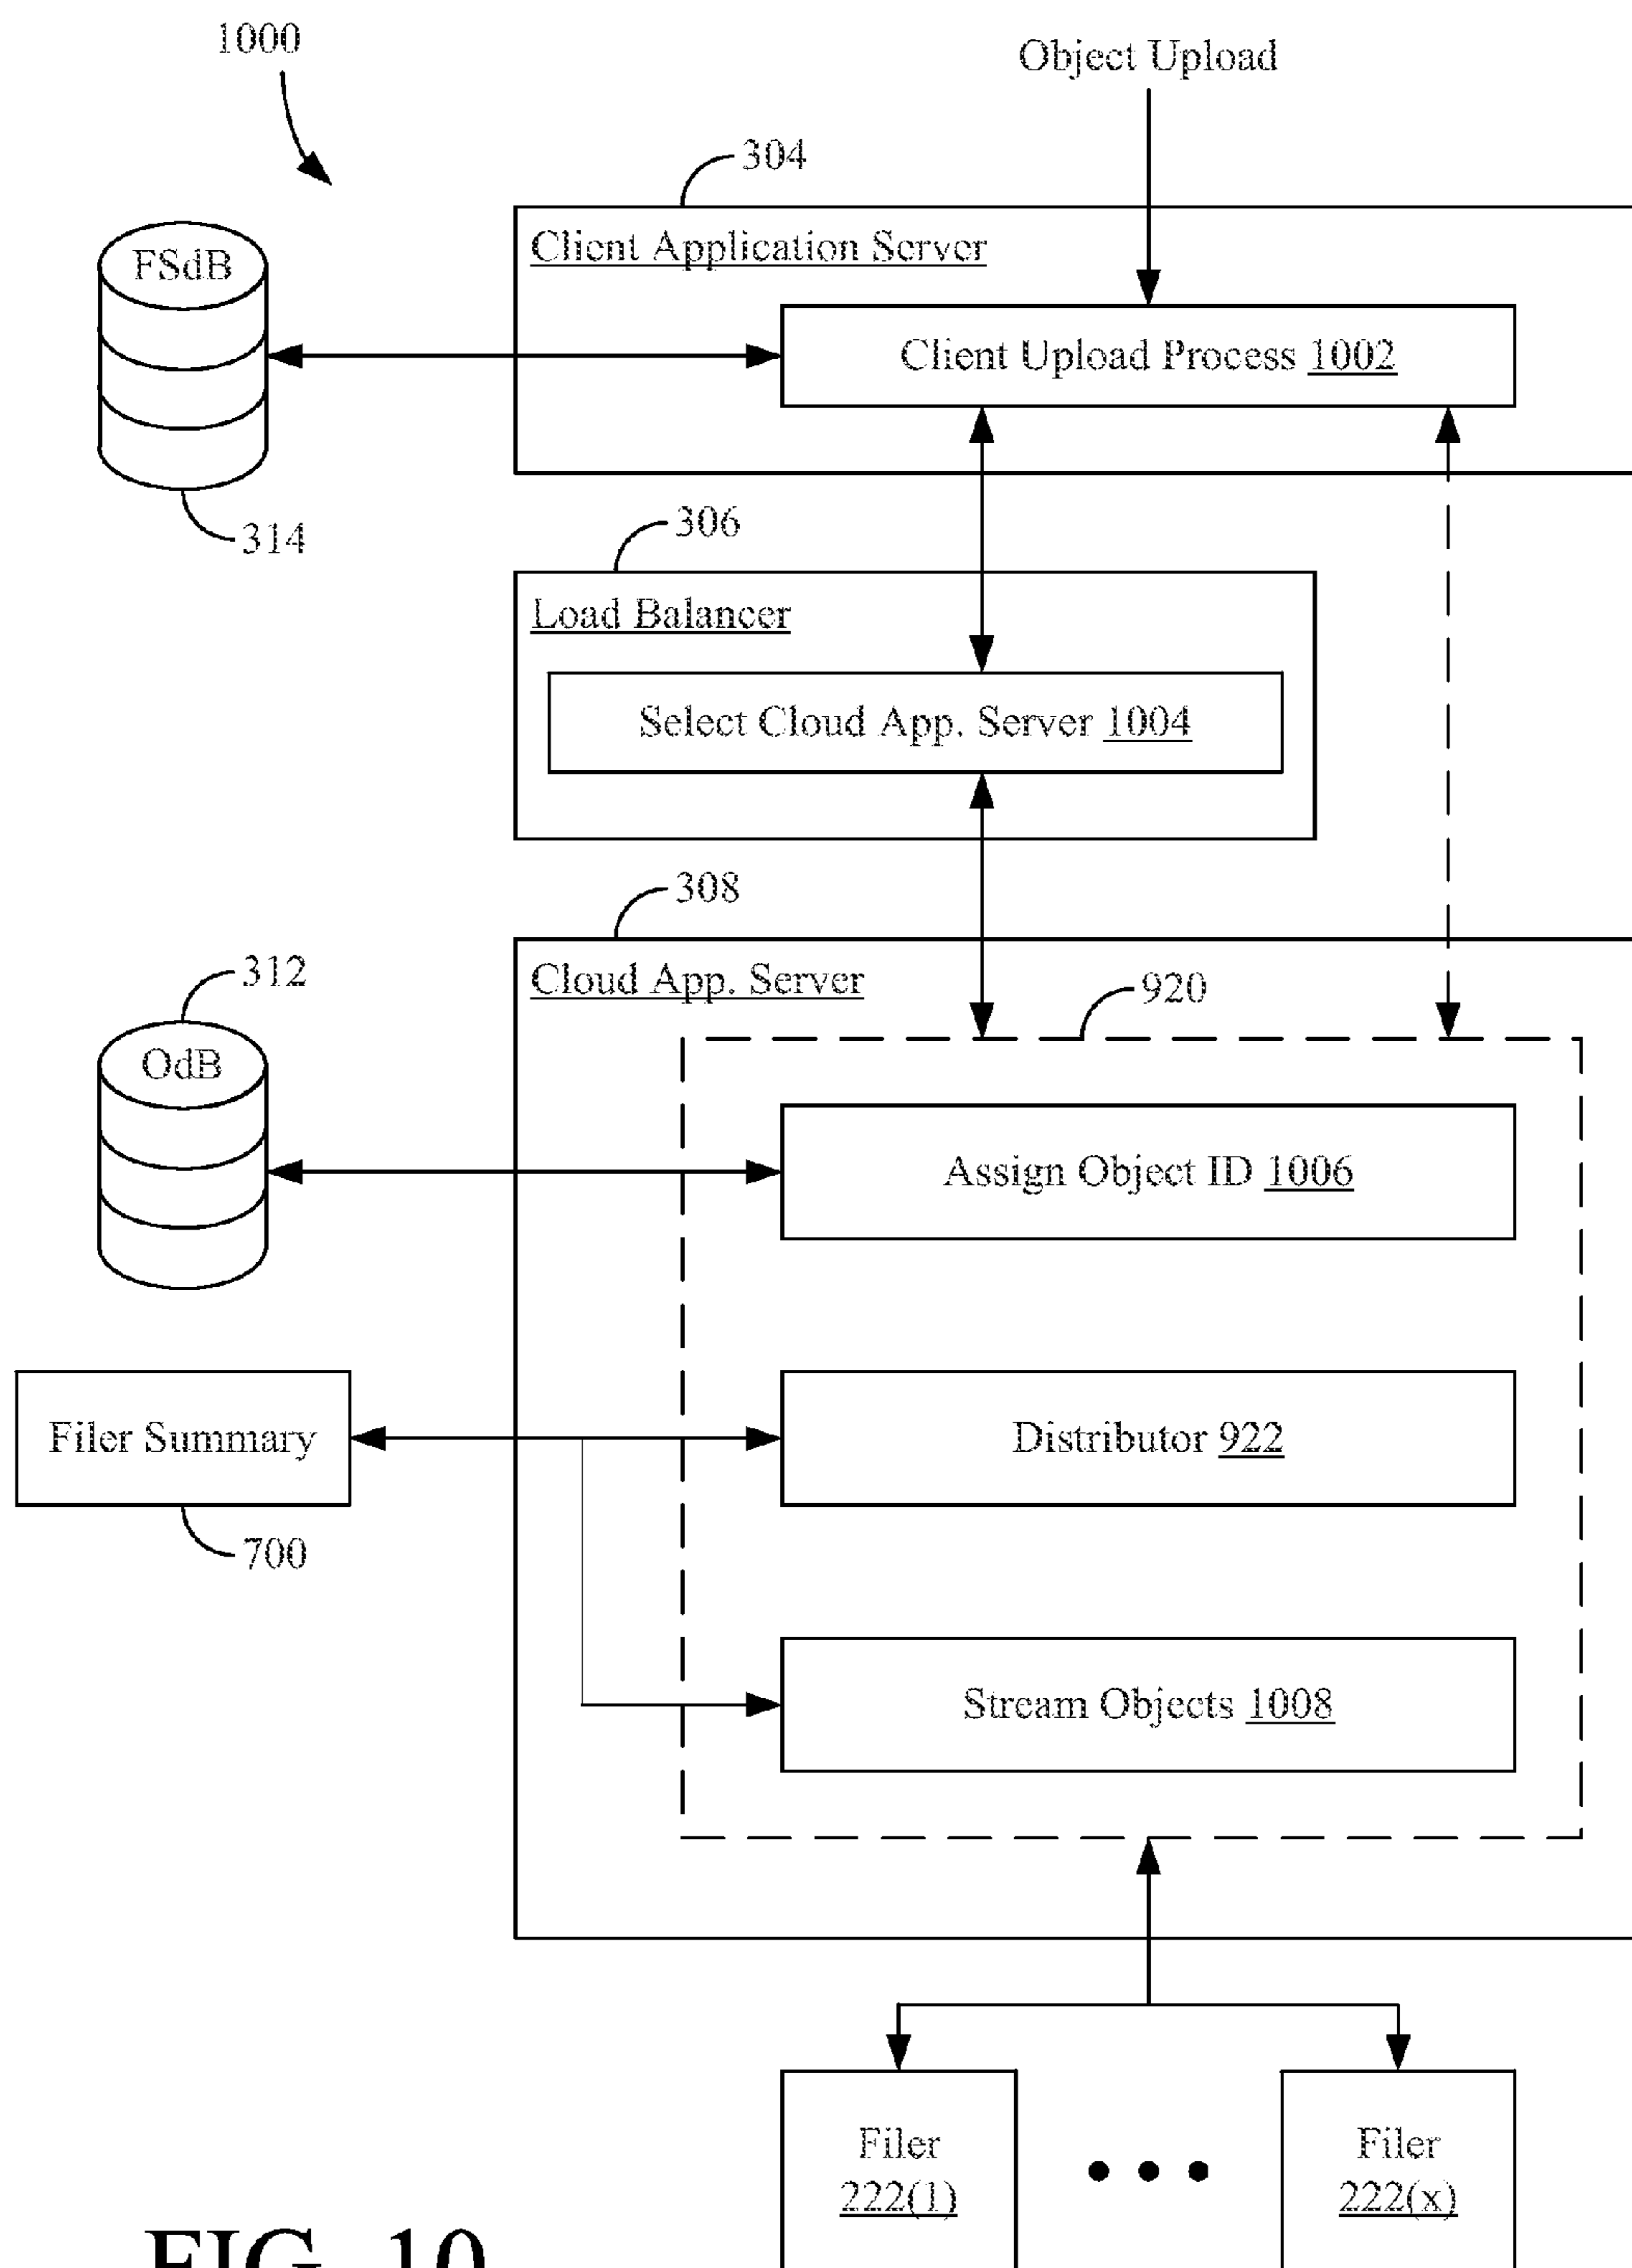 1000
Object Upload
304
Client Application Server
FSdB
Client Upload Process 1002
314
306
Load Balancer
Select Cloud App. Server 1004
308
312
Cloud App. Server
920
OdB
Assign Object ID 1006
Filer Summary
Distributor 922
700
Stream Objects 1008
Filer
222(1)
Filer
222(x)
FIG. 10